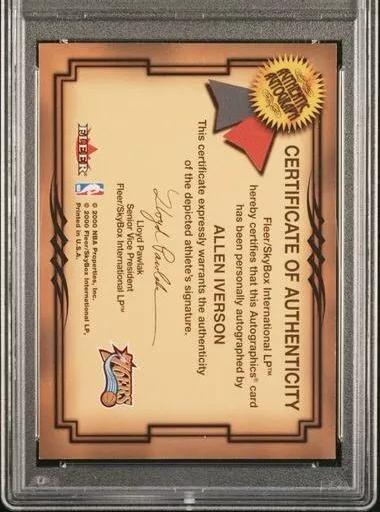 AUTHENTIC
AUTOGRAPH
CERTIFICATE OF AUTHENTICITY
Fleer/SkyBox International LP™
hereby certifies that this Autographics® card
has been personally autographed by
ALLEN IVERSON
This certificate expressly warrants the authenticity
of the depicted athlete's signature.
Lloyd Pawlak
Lloyd Pawlak
Senior Vice President
Fleer/SkyBox International LP™
FLEER
NBA
© 2000 NBA Properties, Inc.
© 2000 Fleer/SkyBox International LP.
Printed in U.S.A.
SIXERS